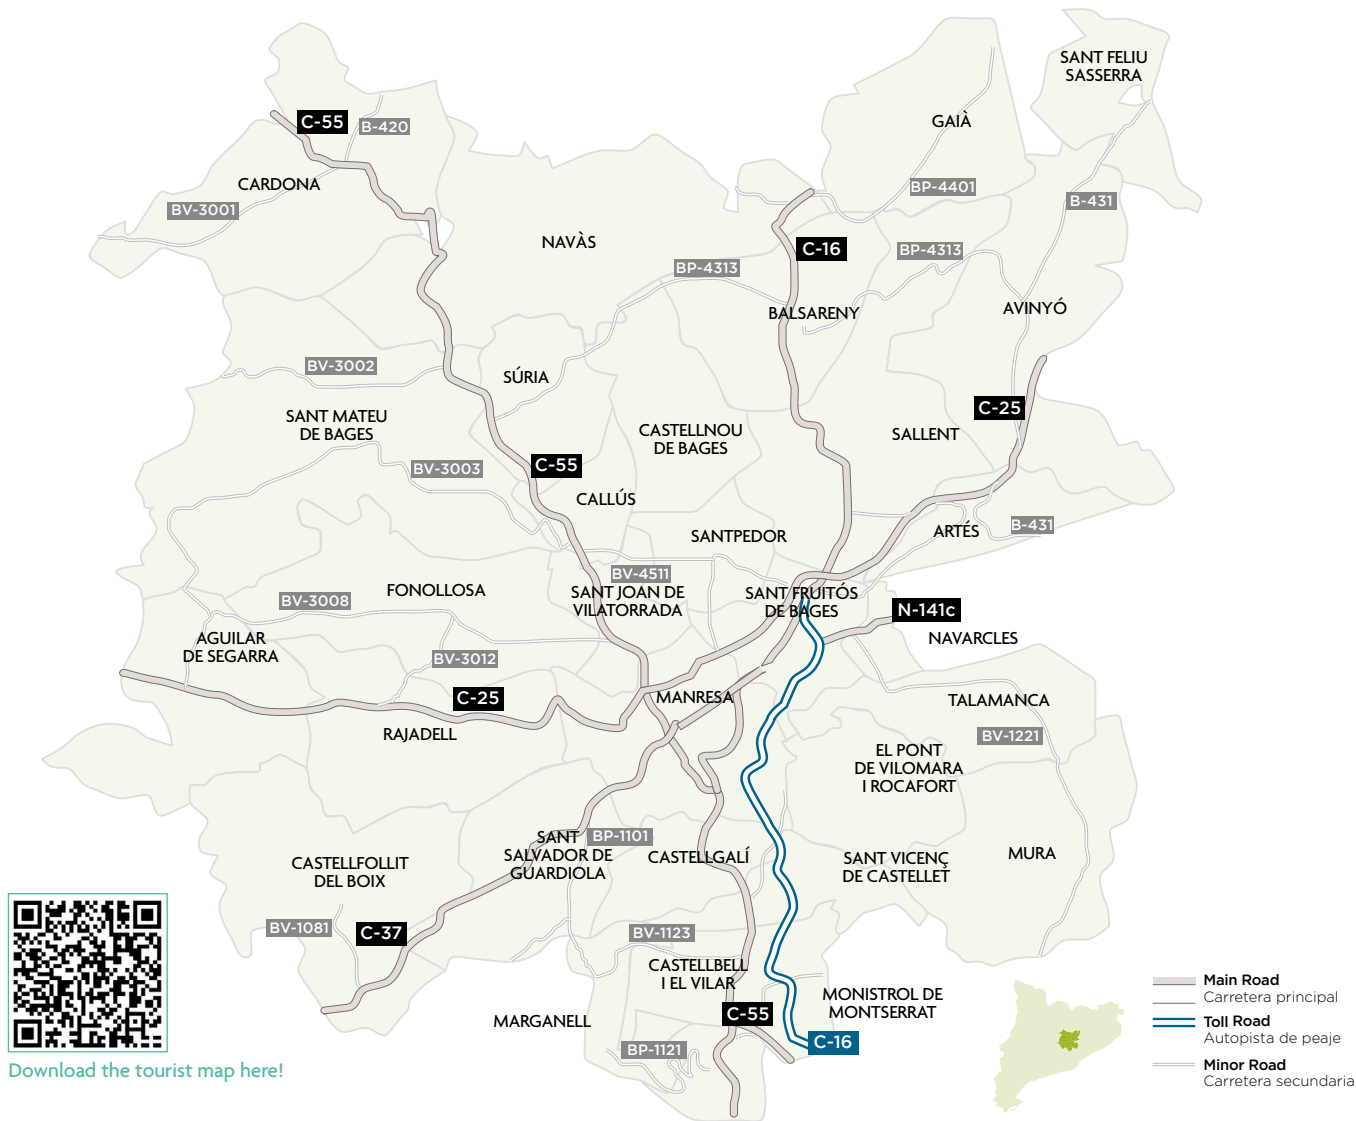 SANT FELIU
SASSERRA
GAIÀ
C-55
B-420
CARDONA
BV-3001
BP-4401
B-431
NAVÀS
C-16
BP-4313
BP-4313
BALSARENY
AVINYÓ
BV-3002
SÚRIA
C-25
SANT MATEU
DE BAGES
CASTELLNOU
DE BAGES
SALLENT
C-55
BV-3003
CALLÚS
SANTPEDOR
ARTÉS
B-431
BV-4511
FONOLLOSA
SANT JOAN DE
VILATORRADA
SANT FRUITÓS
DE BAGES
BV-3008
N-141c
NAVARCLES
AGUILAR
DE SEGARRA
BV-3012
C-25
MANRESA
TALAMANCA
RAJADELL
BV-1221
EL PONT
DE VILOMARA
I ROCAFORT
SANT
SALVADOR DE
GUARDIOLA
BP-1101
CASTELLGALÍ
SANT VICENÇ
DE CASTELLET
MURA
CASTELLFOLLIT
DEL BOIX
BV-1081
C-37
BV-1123
CASTELLBELL
I EL VILAR
MONISTROL DE
MONTSERRAT
C-55
MARGANELL
C-16
BP-1121
Download the tourist map here!
Main Road
Carretera principal
Toll Road
Autopista de peaje
Minor Road
Carretera secundaria